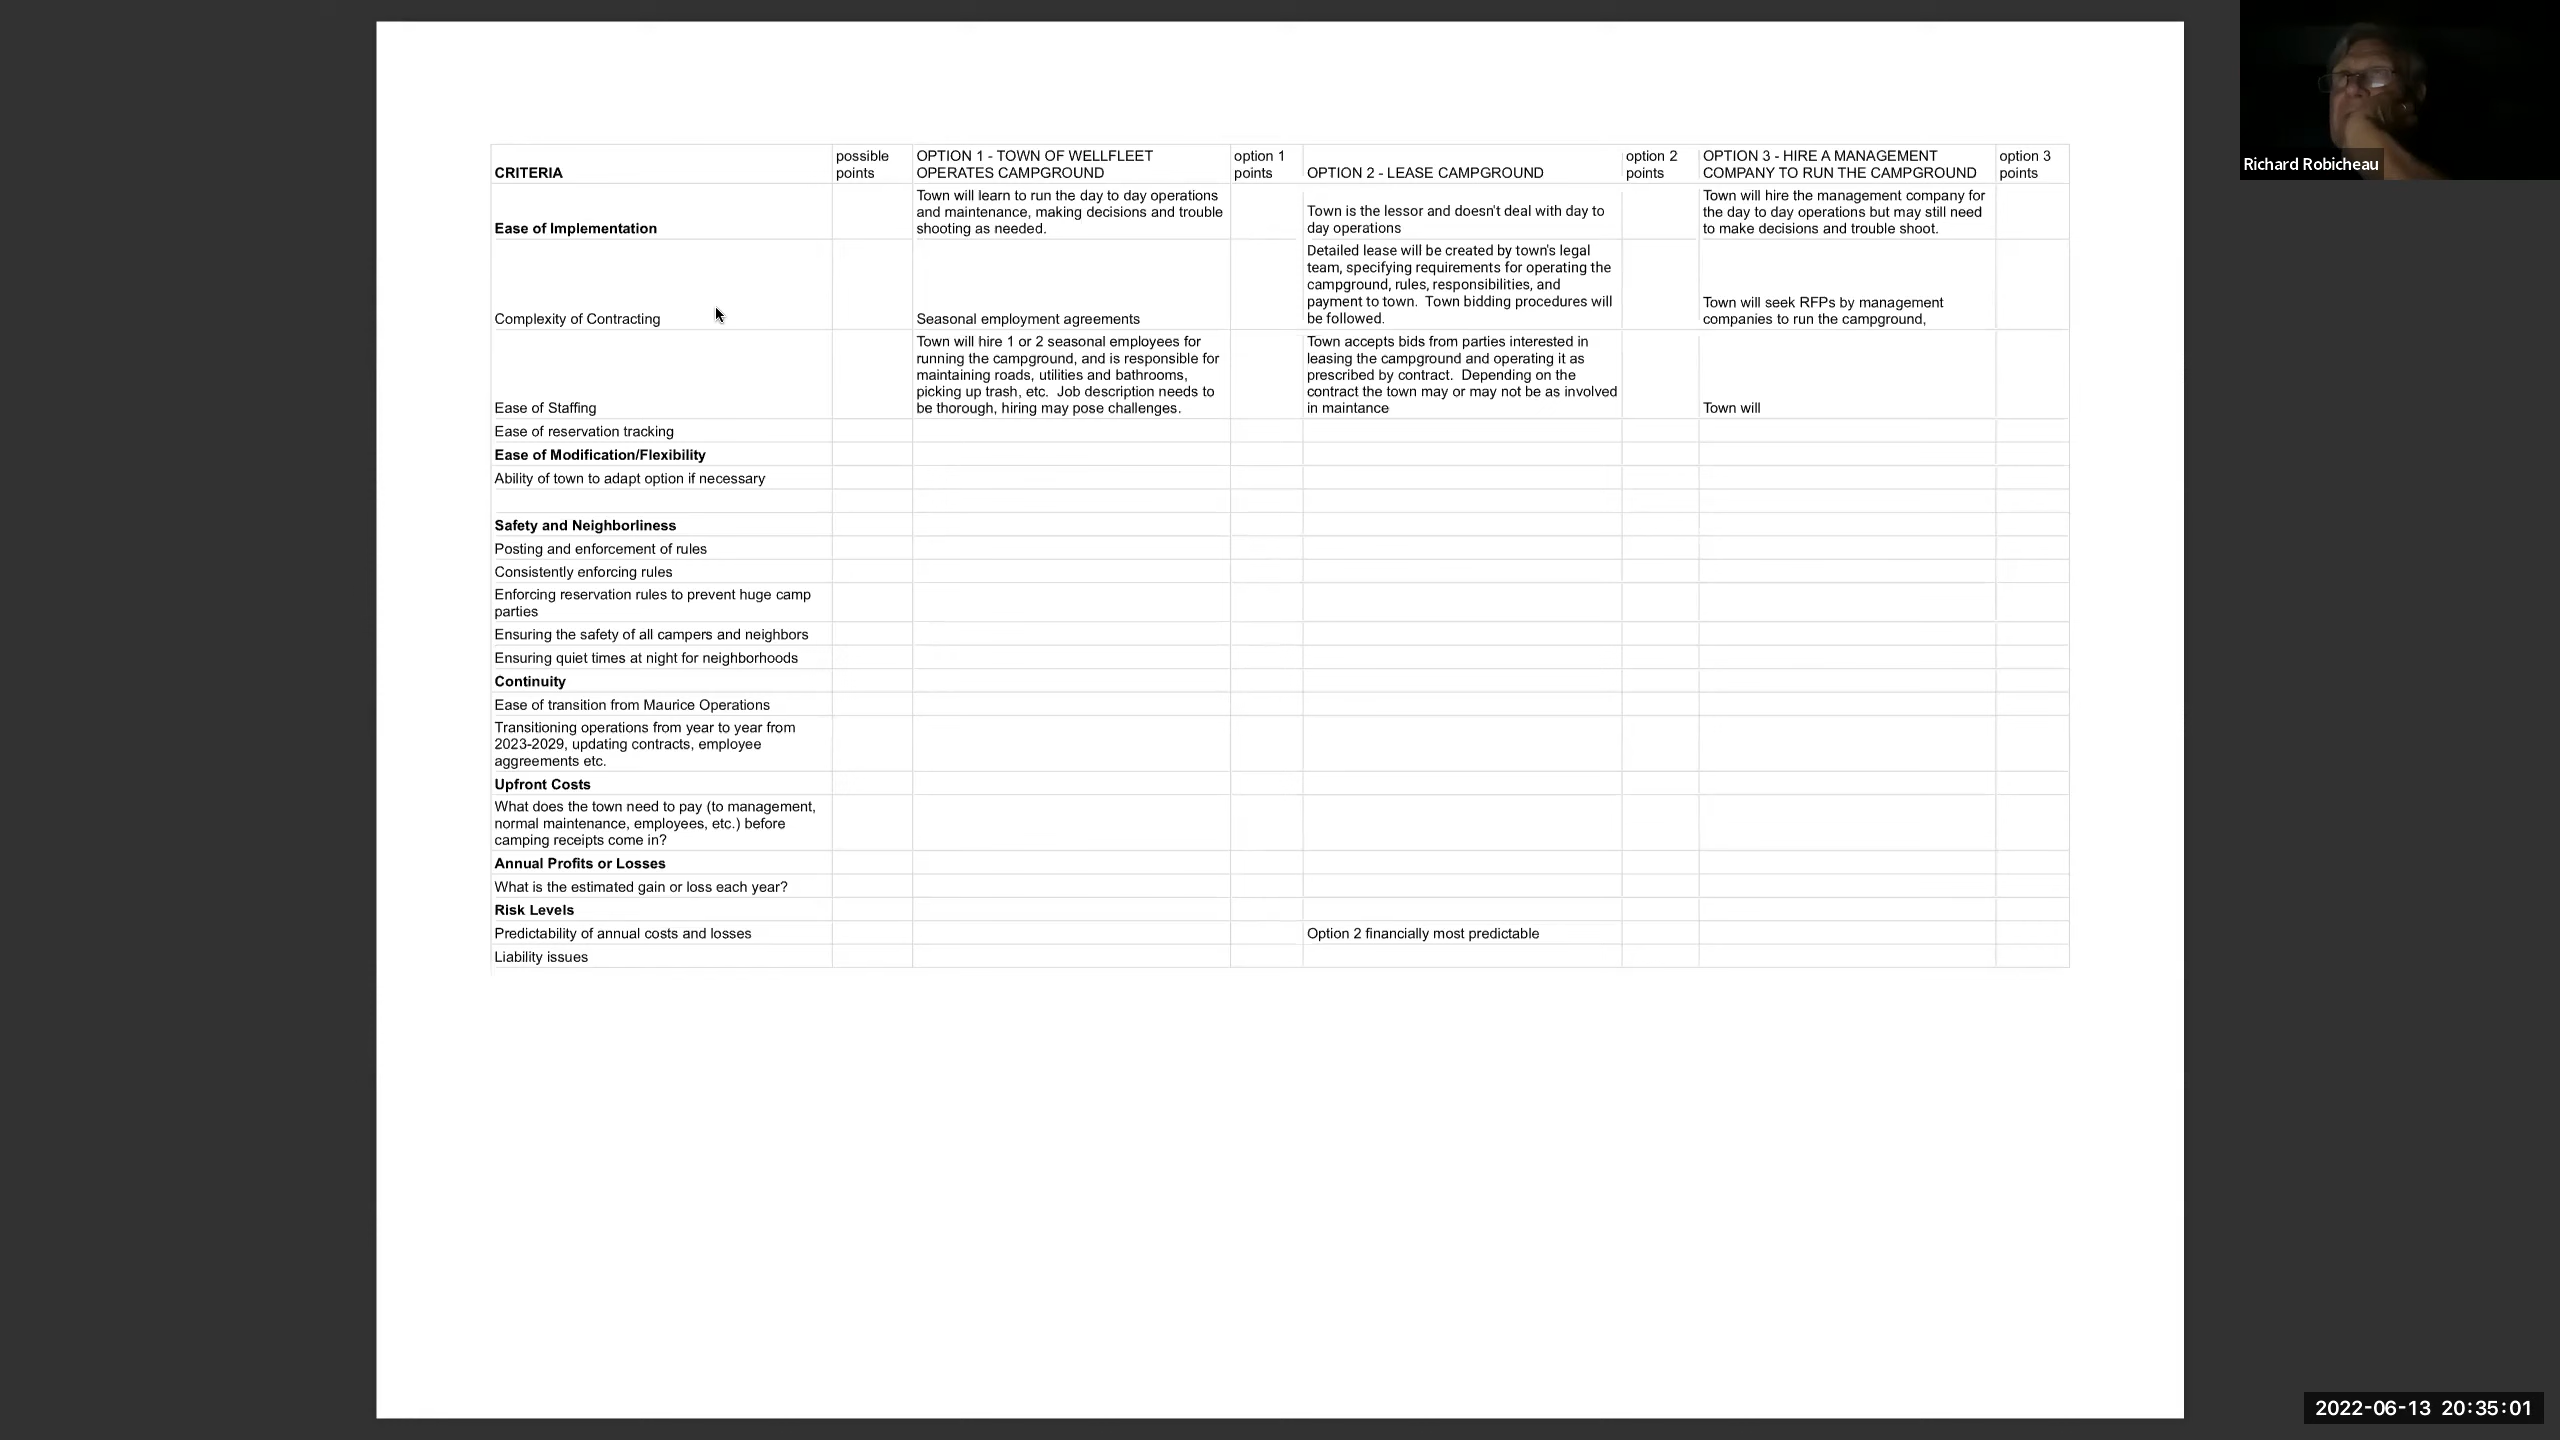 possible OPTION 1 - TOWN OF WELLFLEET option 1 option 2 OPTION 3 - HIRE A MANAGEMENT option 3
CRITERIA points OPERATES CAMPGROUND points OPTION 2 - LEASE CAMPGROUND points COMPANY TO RUN THE CAMPGROUND points
Ease of Implementation
Town will learn to run the day to day operations
and maintenance, making decisions and trouble
shooting as needed.
Town is the lessor and doesn't deal with day to
day operations
Town will hire the management company for
the day to day operations but may still need
to make decisions and trouble shoot.
Complexity of Contracting
Seasonal employment agreements
Detailed lease will be created by town's legal
team, specifying requirements for operating the
campground, rules, responsibilities, and
payment to town.  Town bidding procedures will
be followed.
Town will seek RFPs by management
companies to run the campground,
Ease of Staffing
Town will hire 1 or 2 seasonal employees for
running the campground, and is responsible for
maintaining roads, utilities and bathrooms,
picking up trash, etc.  Job description needs to
be thorough, hiring may pose challenges.
Town accepts bids from parties interested in
leasing the campground and operating it as
prescribed by contract.  Depending on the
contract the town may or may not be as involved
in maintance
Town will
Ease of reservation tracking
Ease of Modification/Flexibility
Ability of town to adapt option if necessary
Safety and Neighborliness
Posting and enforcement of rules
Consistently enforcing rules
Enforcing reservation rules to prevent huge camp
parties
Ensuring the safety of all campers and neighbors
Ensuring quiet times at night for neighborhoods
Continuity
Ease of transition from Maurice Operations
Transitioning operations from year to year from
2023-2029, updating contracts, employee
aggreements etc.
Upfront Costs
What does the town need to pay (to management,
normal maintenance, employees, etc.) before
camping receipts come in?
Annual Profits or Losses
What is the estimated gain or loss each year?
Risk Levels
Predictability of annual costs and losses
Option 2 financially most predictable
Liability issues
Richard Robicheau
2022-06-13 20:35:01